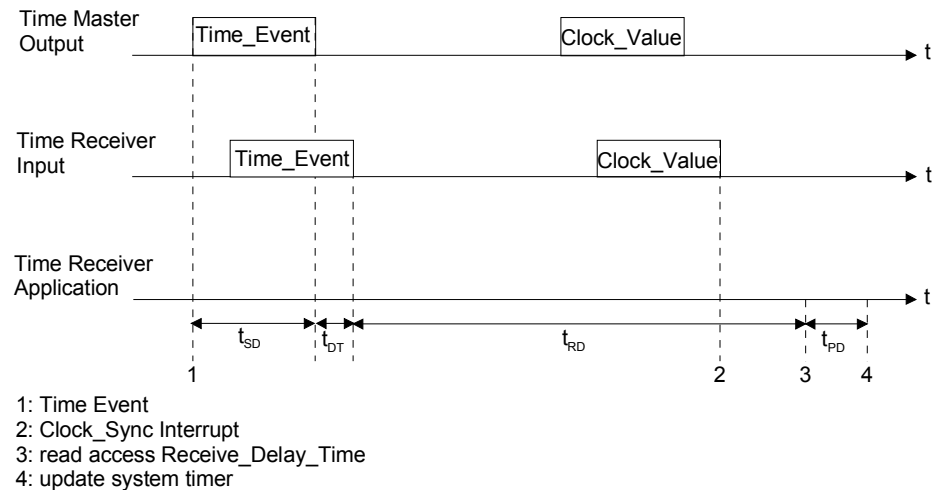 Time Master
Output
Time_Event
Clock_Value
t
Time Receiver
Input
Time_Event
Clock_Value
t
Time Receiver
Application
t
tSD
tDT
tRD
tPD
1
2
3
4
1: Time Event
2: Clock_Sync Interrupt
3: read access Receive_Delay_Time
4: update system timer